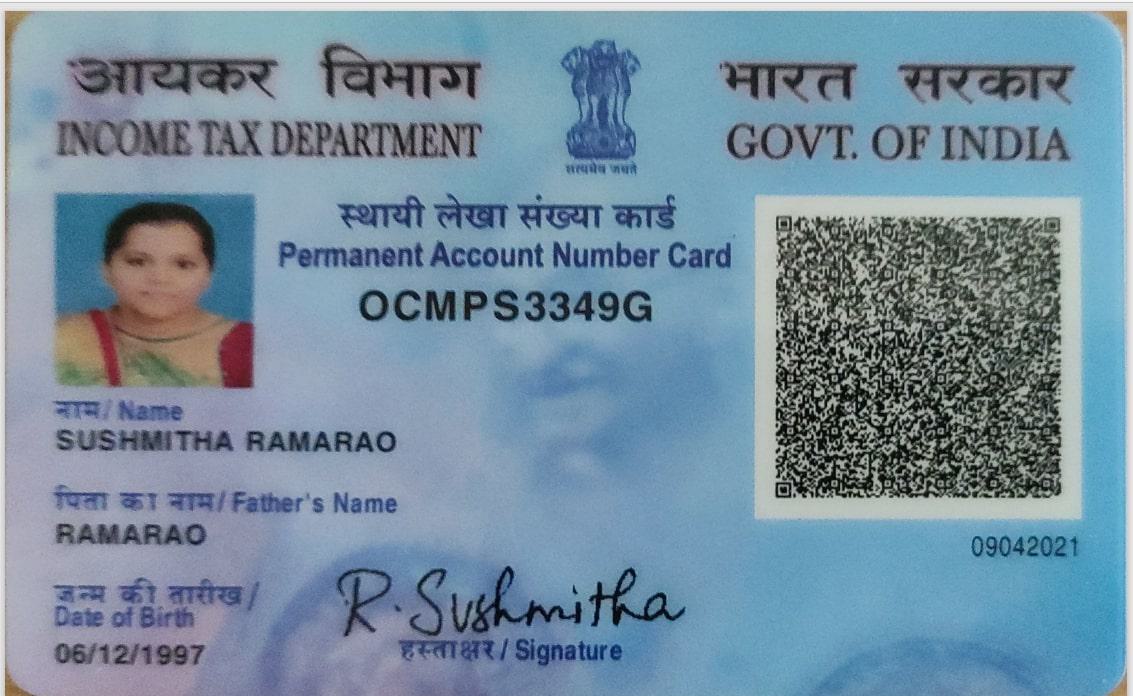 आयकर विभाग
INCOME TAX DEPARTMENT
सत्यमेव जयते
भारत सरकार
GOVT. OF INDIA
स्थायी लेखा संख्या कार्ड
Permanent Account Number Card
OCMPS3349G
नाम/ Name
SUSHMITHA RAMARAO
पिता का नाम/ Father's Name
RAMARAO
09042021
जन्म की तारीख/
Date of Birth
06/12/1997
R. Sushmitha
हस्ताक्षर / Signature